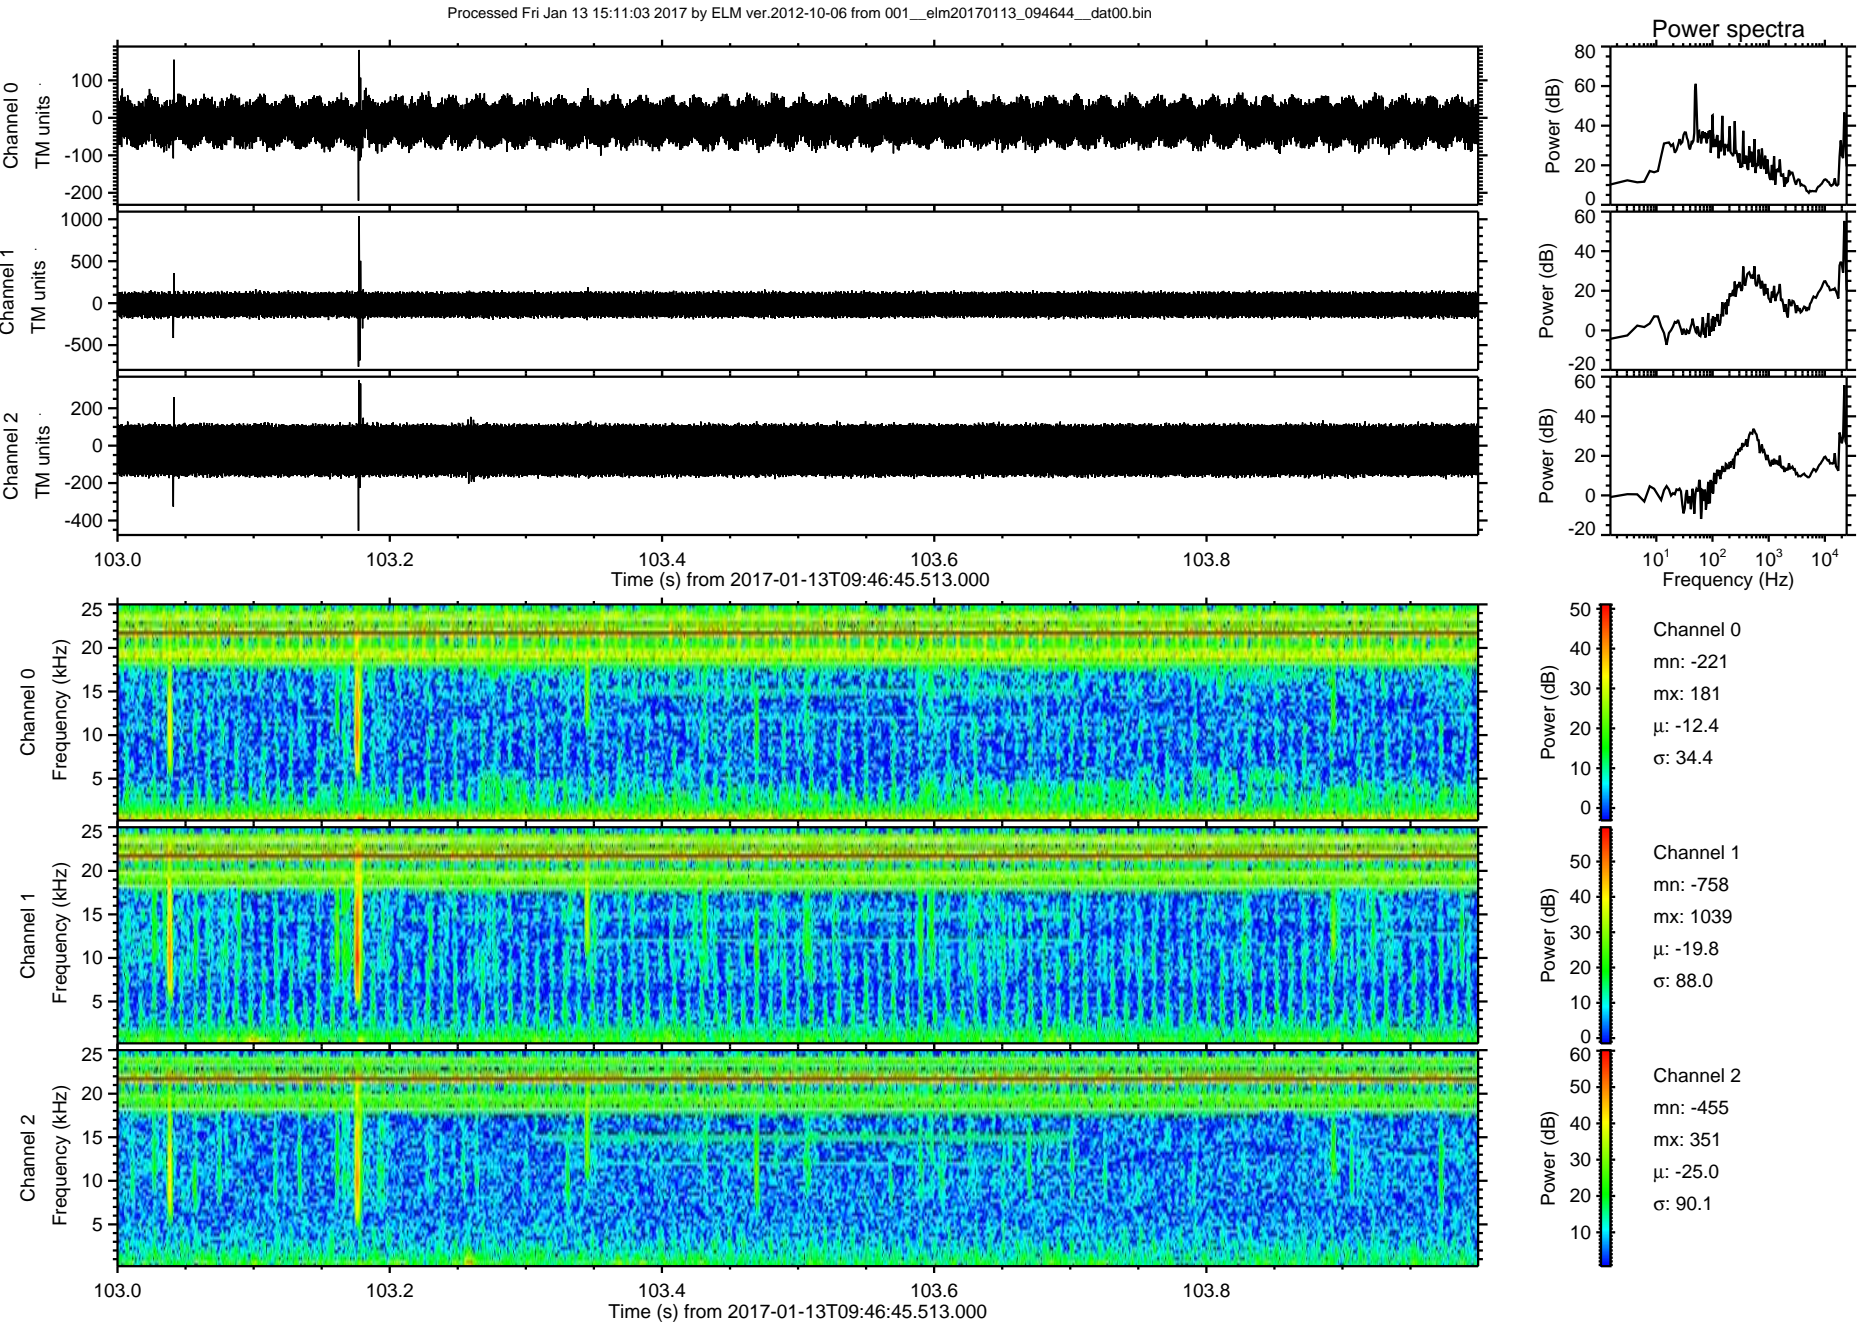 Processed Fri Jan 13 15:11:03 2017 by ELM ver.2012-10-06 from 001__elm20170113_094644__dat00.bin
Power spectra
Channel 0
TM units
100
0
-100
-200
Power (dB)
80
60
40
20
0
Channel 1
TM units
1000
500
0
-500
Power (dB)
60
40
20
0
-20
Channel 2
TM units
200
0
-200
-400
Power (dB)
60
40
20
0
-20
103.0 103.2 103.4 103.6 103.8
Time (s) from 2017-01-13T09:46:45.513.000
10¹ 10² 10³ 10⁴
Frequency (Hz)
Channel 0
Frequency (kHz)
25
20
15
10
5
Power (dB)
50
40
30
20
10
0
Channel 0
mn: -221
mx: 181
μ: -12.4
σ: 34.4
Channel 1
Frequency (kHz)
25
20
15
10
5
Power (dB)
50
40
30
20
10
0
Channel 1
mn: -758
mx: 1039
μ: -19.8
σ: 88.0
Channel 2
Frequency (kHz)
25
20
15
10
5
Power (dB)
60
50
40
30
20
10
Channel 2
mn: -455
mx: 351
μ: -25.0
σ: 90.1
103.0 103.2 103.4 103.6 103.8
Time (s) from 2017-01-13T09:46:45.513.000